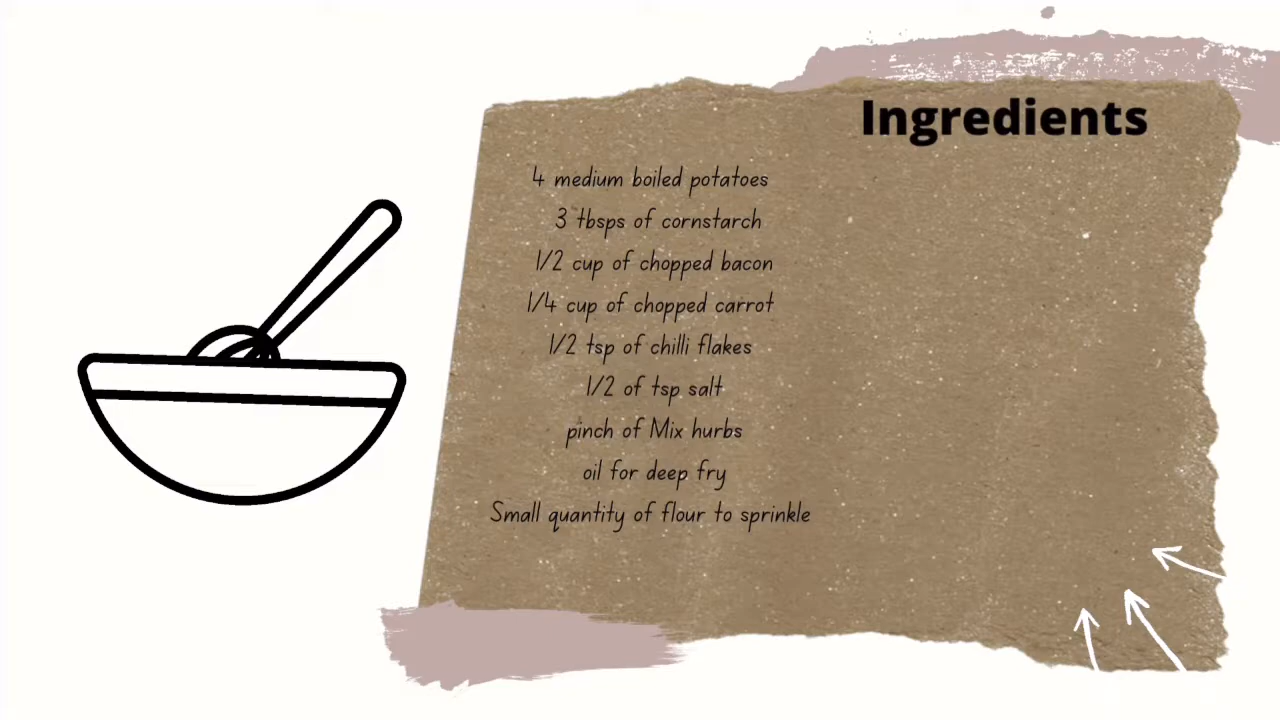 Ingredients
4 medium boiled potatoes
3 tbsps of cornstarch
1/2 cup of chopped bacon
1/4 cup of chopped carrot
1/2 tsp of chilli flakes
1/2 of tsp salt
pinch of Mix hurbs
oil for deep fry
Small quantity of flour to sprinkle